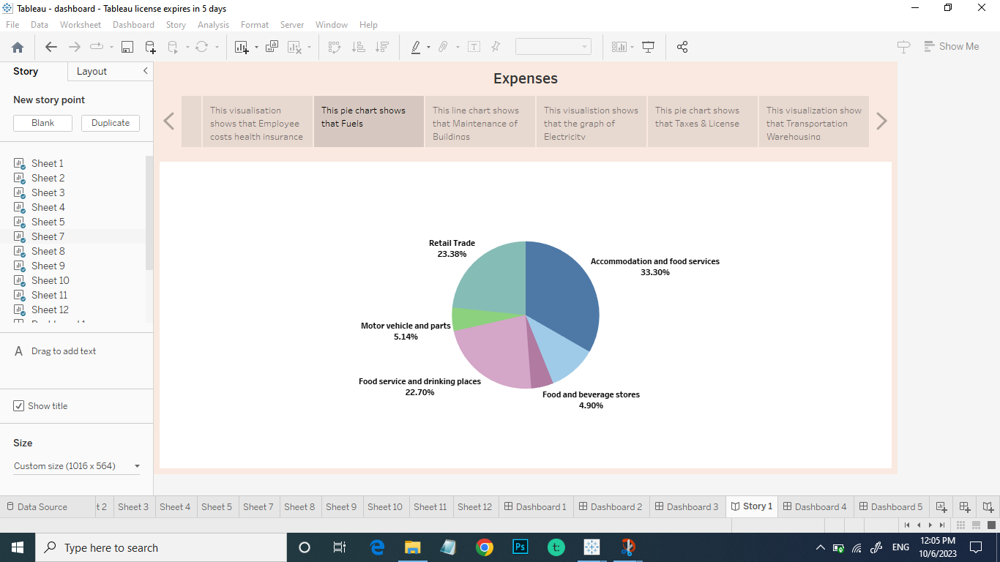 Tableau - dashboard - Tableau license expires in 5 days
File Data Worksheet Dashboard Story Analysis Format Server Window Help
Show Me
Story Layout
New story point
Blank Duplicate
Sheet 1
Sheet 2
Sheet 3
Sheet 4
Sheet 5
Sheet 7
Sheet 8
Sheet 9
Sheet 10
Sheet 11
Sheet 12
A Drag to add text
Show title
Size
Custom size (1016 x 564)
Expenses
This visualisation
shows that Employee
costs health insurance
This pie chart shows
that Fuels
This line chart shows
that Maintenance of
Buildings
This visualistion shows
that the graph of
Electricity
This pie chart shows
that Taxes & License
This visualization show
that Transportation
Warehousing
Retail Trade
23.38%
Accommodation and food services
33.30%
Motor vehicle and parts
5.14%
Food service and drinking places
22.70%
Food and beverage stores
4.90%
Data Source t 2 Sheet 3 Sheet 4 Sheet 5 Sheet 7 Sheet 8 Sheet 9 Sheet 10 Sheet 11 Sheet 12 Dashboard 1 Dashboard 2 Dashboard 3 Story 1 Dashboard 4 Dashboard 5
Type here to search
Ps
t:
ENG
12:05 PM
10/6/2023